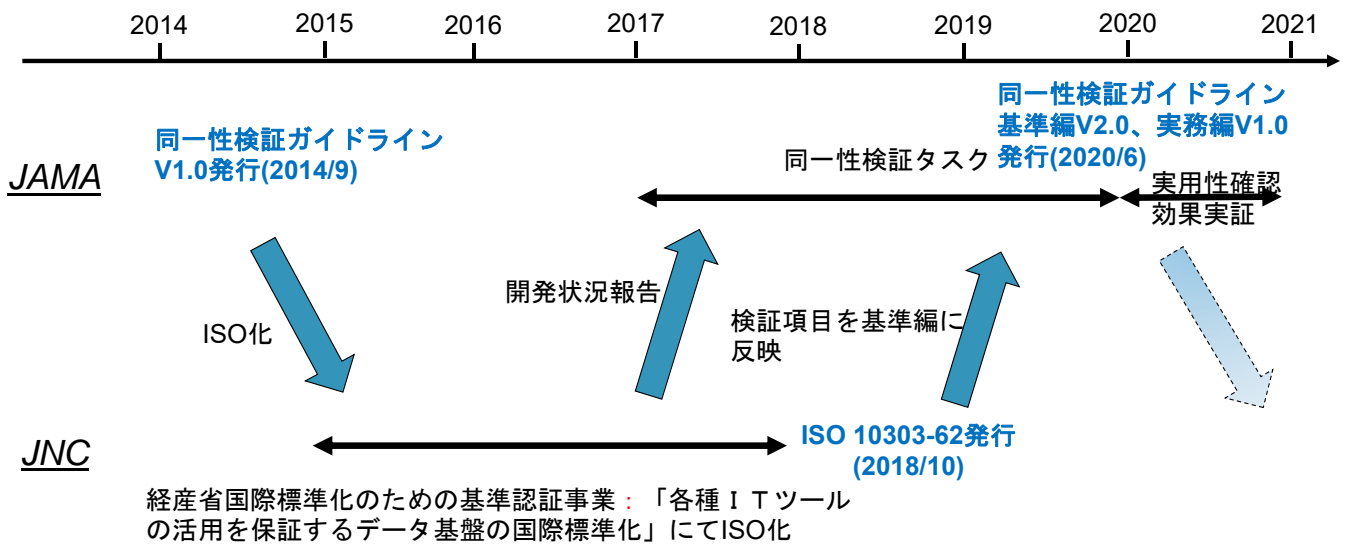 2014 2015 2016 2017 2018 2019 2020 2021
同一性検証ガイドライン
V1.0発行(2014/9)
同一性検証ガイドライン
基準編V2.0、実務編V1.0
発行(2020/6)
JAMA
同一性検証タスク
実用性確認
効果実証
ISO化
開発状況報告
検証項目を基準編に
反映
JNC
ISO 10303-62発行
(2018/10)
経産省国際標準化のための基準認証事業：「各種ＩＴツール
の活用を保証するデータ基盤の国際標準化」にてISO化